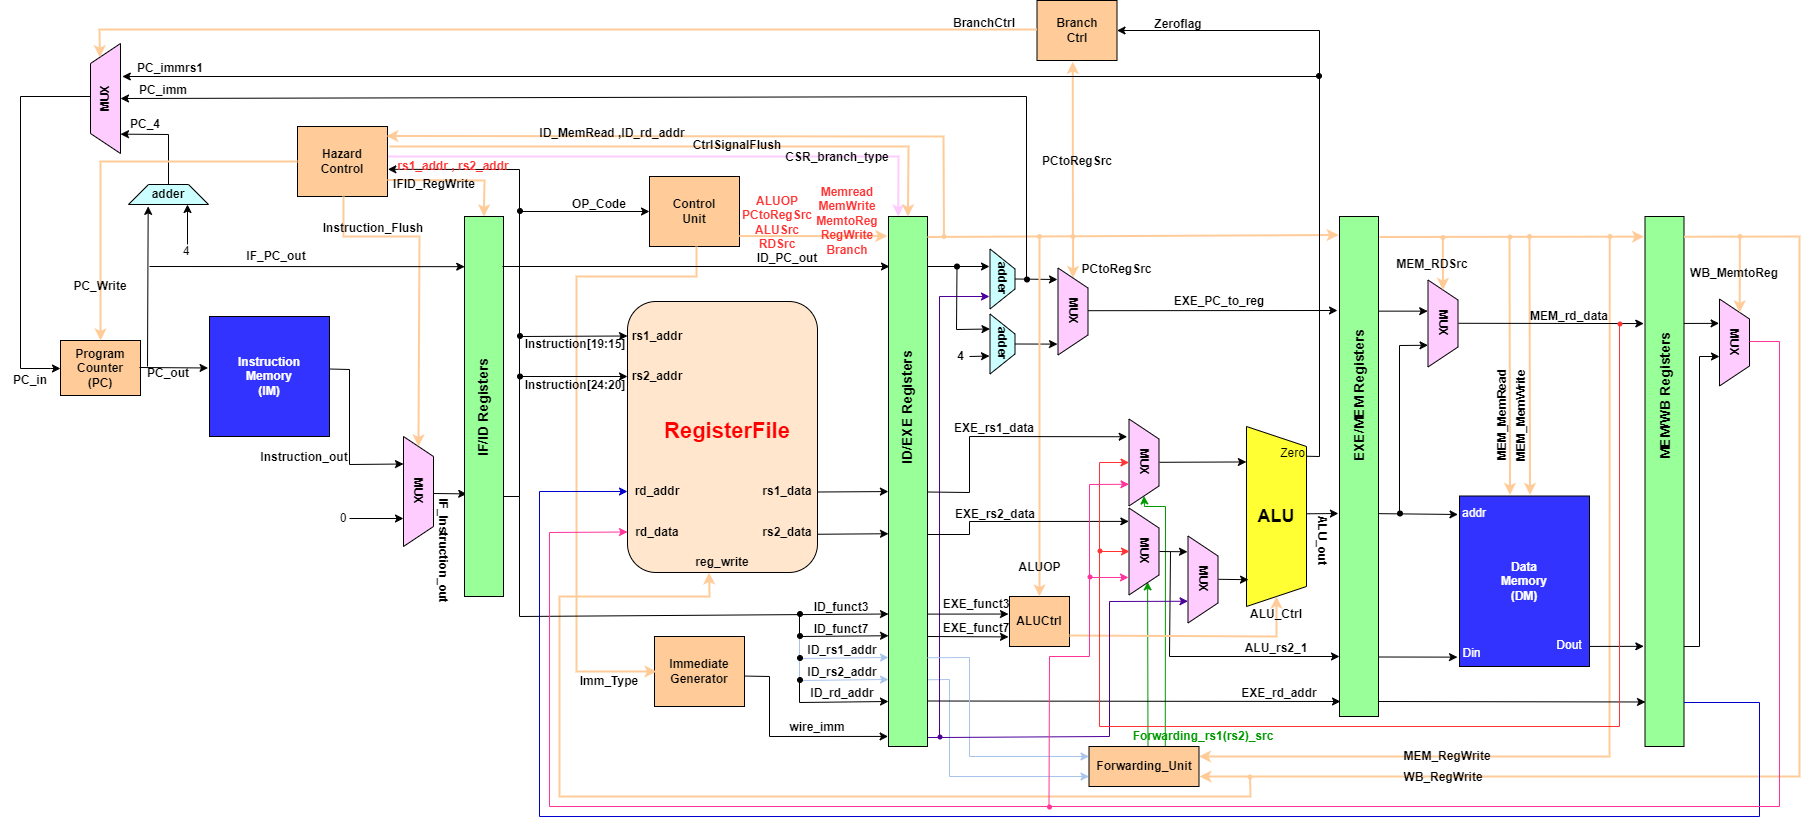 BranchCtrl
Branch
Ctrl
Zeroflag
PC_immrs1
PC_imm
MUX
PC_4
Hazard
Control
ID_MemRead ,ID_rd_addr
CtrlSignalFlush
CSR_branch_type
rs1_addr , rs2_addr
IFID_RegWrite
PCtoRegSrc
adder
4
OP_Code
Control
Unit
ALUOP
PCtoRegSrc
ALUSrc
RDSrc
Memread
MemWrite
MemtoReg
RegWrite
Branch
Instruction_Flush
IF_PC_out
ID_PC_out
PC_Write
adder
PCtoRegSrc
MUX
EXE_PC_to_reg
adder
4
MEM_RDSrc
MUX
MEM_rd_data
WB_MemtoReg
MUX
Program
Counter
(PC)
PC_in
PC_out
Instruction
Memory
(IM)
Instruction_out
0
MUX
IF_Instruction_out
IF/ID Registers
rs1_addr
Instruction[19:15]
rs2_addr
Instruction[24:20]
RegisterFile
rd_addr
rd_data
rs1_data
rs2_data
reg_write
ID/EXE Registers
EXE_rs1_data
EXE_rs2_data
MUX
MUX
MUX
Zero
ALU
ALU_out
ALU_Ctrl
EXE/MEM Registers
MEM_MemRead
MEM_MemWrite
addr
Data
Memory
(DM)
Din
Dout
MEM/WB Registers
ALUOP
ALUCtrl
ID_funct3
ID_funct7
ID_rs1_addr
ID_rs2_addr
ID_rd_addr
EXE_funct3
EXE_funct7
ALU_rs2_1
EXE_rd_addr
Immediate
Generator
Imm_Type
wire_imm
Forwarding_rs1(rs2)_src
Forwarding_Unit
MEM_RegWrite
WB_RegWrite